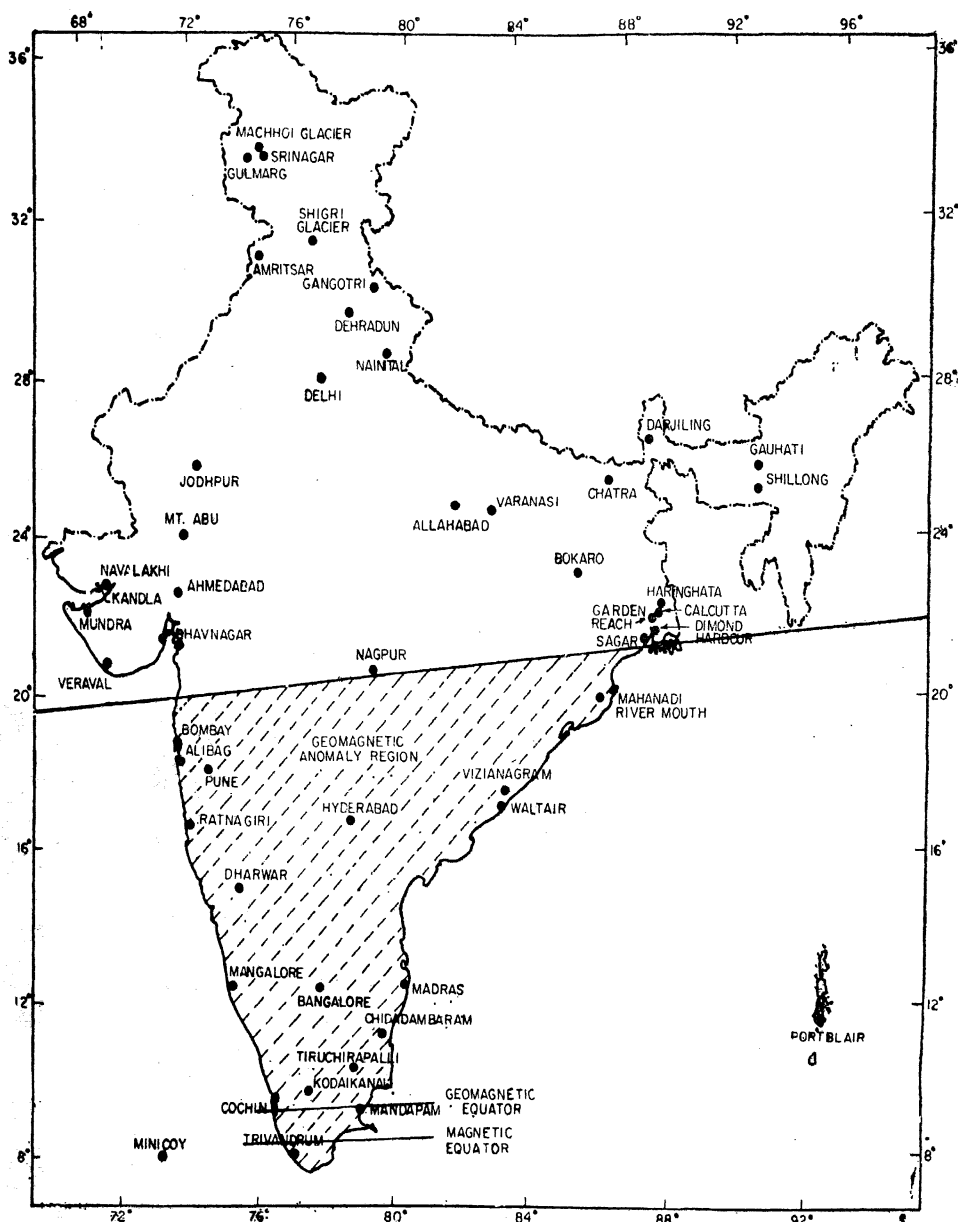 68° 72° 76° 80° 84° 88° 92° 96°
36° 36°
MACHHOI GLACIER
SRINAGAR
GULMARG
32° 32°
SHIGRI
GLACIER
AMRITSAR
GANGOTRI
DEHRADUN
NAINITAL
28° 28°
DELHI
DARJILING
GAUHATI
JODHPUR
SHILLONG
CHATRA
VARANASI
ALLAHABAD
MT. ABU
24° 24°
BOKARO
NAVALAKHI
AHMEDABAD
KANDLA
HARINGHATA
MUNDRA
GARDEN
REACH
CALCUTTA
DIMOND
HARBOUR
BHAVNAGAR
SAGAR
NAGPUR
VERAVAL
20° 20°
MAHANADI
RIVER MOUTH
BOMBAY
ALIBAG
GEOMAGNETIC
ANOMALY REGION
PUNE
VIZIANAGRAM
WALTAIR
RATNAGIRI
HYDERABAD
16° 16°
DHARWAR
MANGALORE
BANGALORE
MADRAS
12° 12°
CHIDADAMBARAM
PORTBLAIR
TIRUCHIRAPALLI
KODAIKANAL
COCHIN
MANDAPAM
GEOMAGNETIC
EQUATOR
TRIVANDRUM
MAGNETIC
EQUATOR
MINICOY
8° 8°
72° 76° 80° 84° 88° 92°